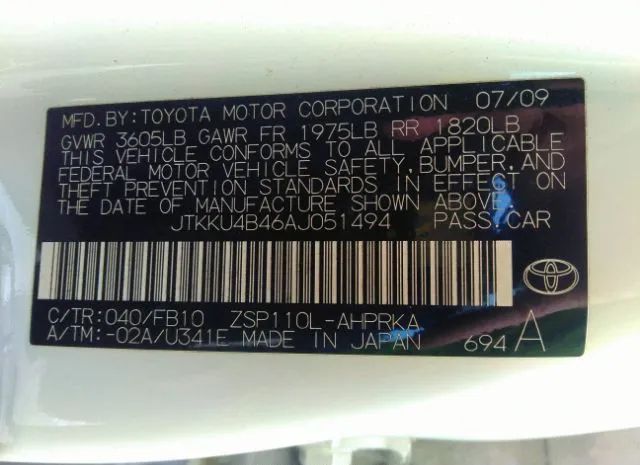 MFD.BY:TOYOTA MOTOR CORPORATION 07/09
GVWR 3605LB GAWR FR 1975LB RR 1820LB
THIS VEHICLE CONFORMS TO ALL APPLICABLE
FEDERAL MOTOR VEHICLE SAFETY,BUMPER,AND
THEFT PREVENTION STANDARDS IN EFFECT ON
THE DATE OF MANUFACTURE SHOWN ABOVE.
JTKKU4B46AJ051494 PASS.CAR
C/TR:040/FB10 ZSP110L-AHPRKA
A/TM:-02A/U341E MADE IN JAPAN 694 A